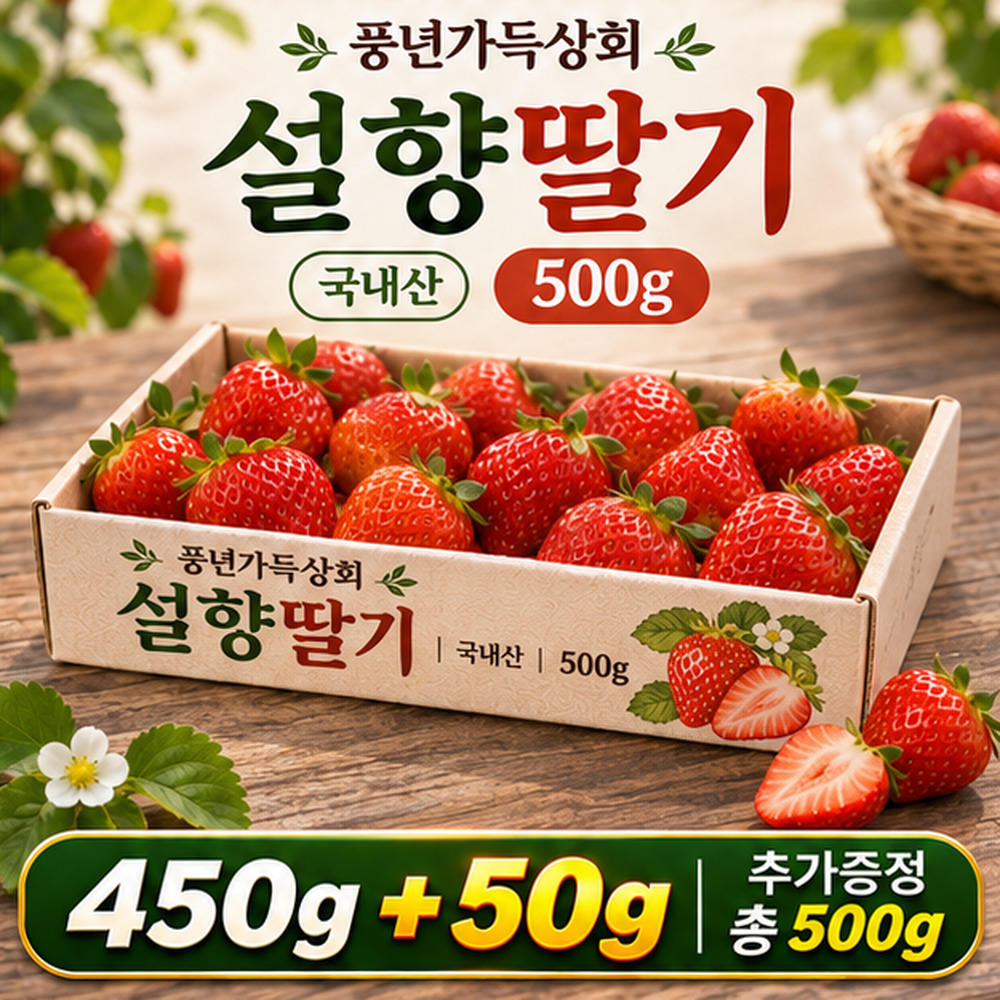 풍년가득상회
설향딸기
국내산 500g
풍년가득상회
설향딸기 | 국내산 | 500g
450g + 50g
추가증정
총 500g